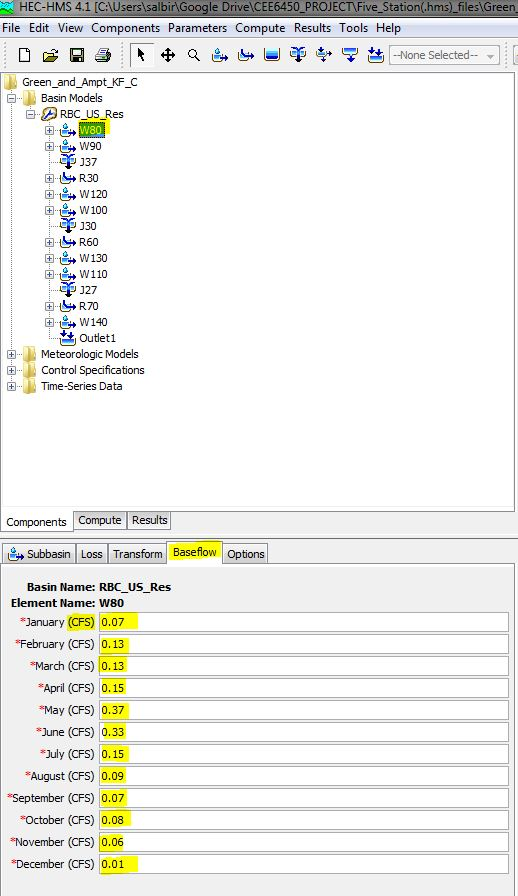 HEC-HMS 4.1 [C:\Users\salbir\Google Drive\CEE6450_PROJECT\Five_Station(.hms)_files\Green_
File Edit View Components Parameters Compute Results Tools Help
--None Selected--
Green_and_Ampt_KF_C
Basin Models
RBC_US_Res
W80
W90
J37
R30
W120
W100
J30
R60
W130
W110
J27
R70
W140
Outlet1
Meteorologic Models
Control Specifications
Time-Series Data
Components Compute Results
Subbasin Loss Transform Baseflow Options
Basin Name: RBC_US_Res
Element Name: W80
*January (CFS) 0.07
*February (CFS) 0.13
*March (CFS) 0.13
*April (CFS) 0.15
*May (CFS) 0.37
*June (CFS) 0.33
*July (CFS) 0.15
*August (CFS) 0.09
*September (CFS) 0.07
*October (CFS) 0.08
*November (CFS) 0.06
*December (CFS) 0.01